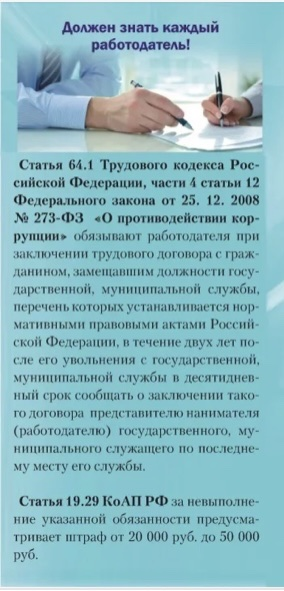 Должен знать каждый
работодатель!
Статья 64.1 Трудового кодекса Рос-
сийской Федерации, части 4 статьи 12
Федерального закона от 25. 12. 2008
№ 273-ФЗ «О противодействии кор-
рупции» обязывают работодателя при
заключении трудового договора с граж-
данином, замещавшим должности госу-
дарственной, муниципальной службы,
перечень которых устанавливается нор-
мативными правовыми актами Россий-
ской Федерации, в течение двух лет по-
сле его увольнения с государственной,
муниципальной службы в десятиднев-
ный срок сообщать о заключении тако-
го договора представителю нанимателя
(работодателю) государственного, му-
ниципального служащего по последне-
му месту его службы.
Статья 19.29 КоАП РФ за невыполне-
ние указанной обязанности предусма-
тривает штраф от 20 000 руб. до 50 000
руб.